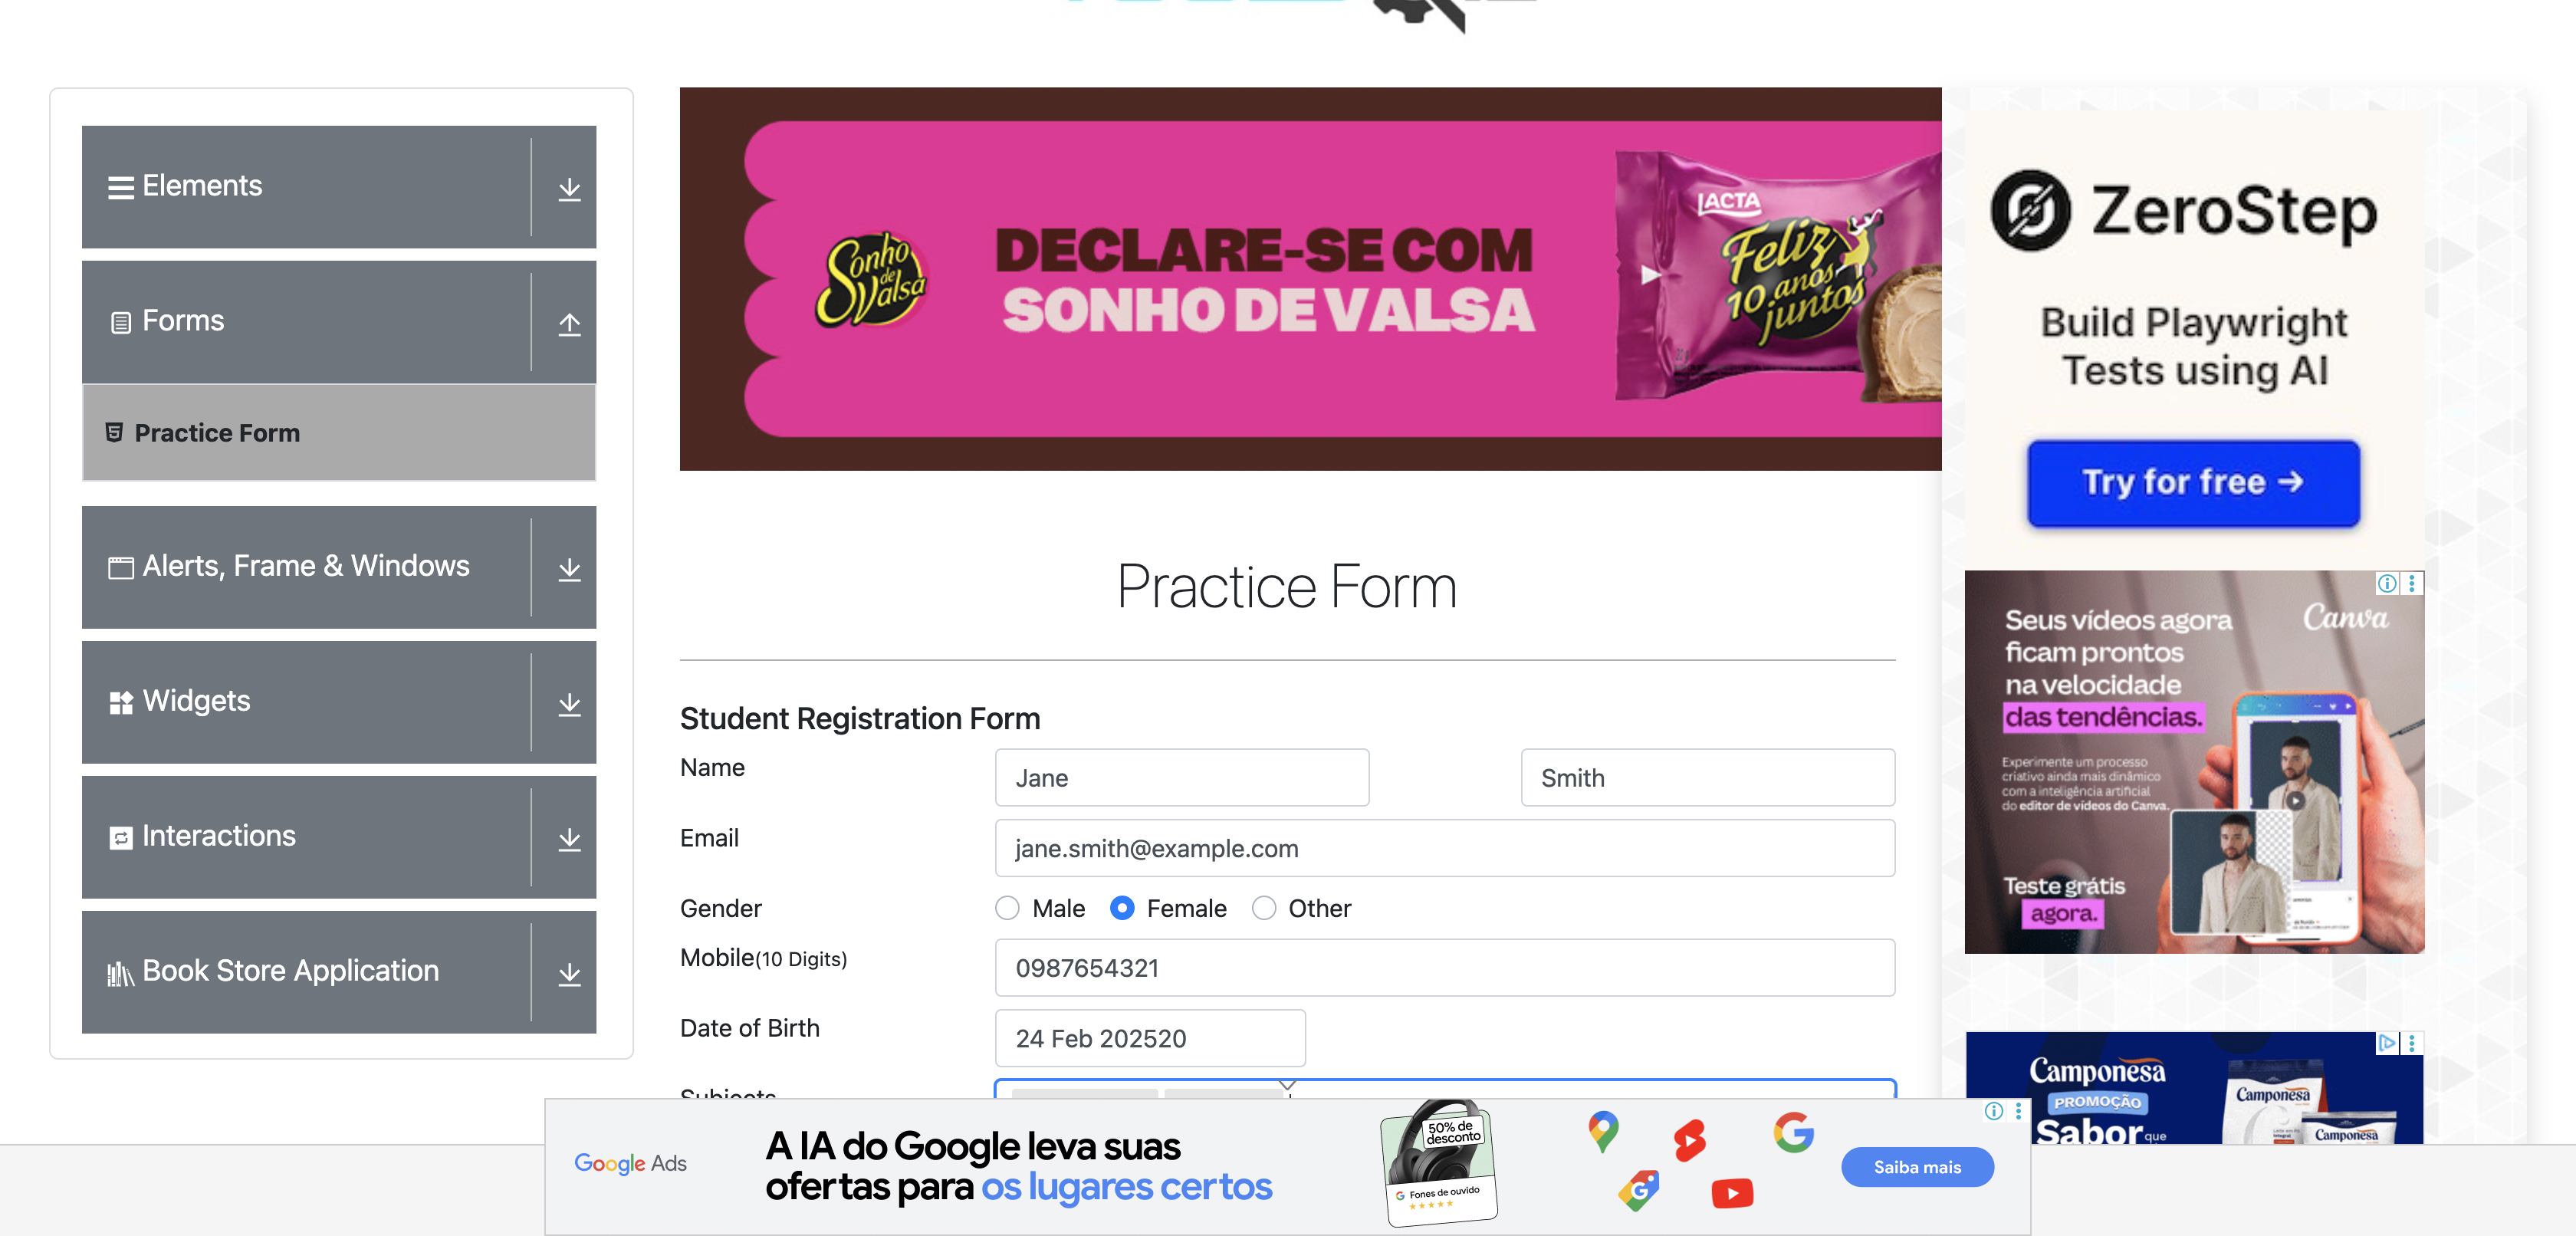 Elements
Forms
Practice Form
Alerts, Frame & Windows
Widgets
Interactions
Book Store Application
Sonho
de
Valsa
DECLARE-SE COM
SONHO DE VALSA
LACTA
Feliz
10 anos
juntos
Practice Form
Student Registration Form
Name
Jane
Smith
Email
jane.smith@example.com
Gender
Male
Female
Other
Mobile(10 Digits)
0987654321
Date of Birth
24 Feb 202520
Subjects
ZeroStep
Build Playwright
Tests using AI
Try for free →
Canva
Seus vídeos agora
ficam prontos
na velocidade
das tendências.
Experimente um processo
criativo ainda mais dinâmico
com a inteligência artificial
do editor de vídeos do Canva.
Teste grátis
agora.
Camponesa
PROMOÇÃO
Sabor que
Camponesa
Camponesa
Google Ads
A IA do Google leva suas
ofertas para os lugares certos
50% de
desconto
G Fones de ouvido
Saiba mais